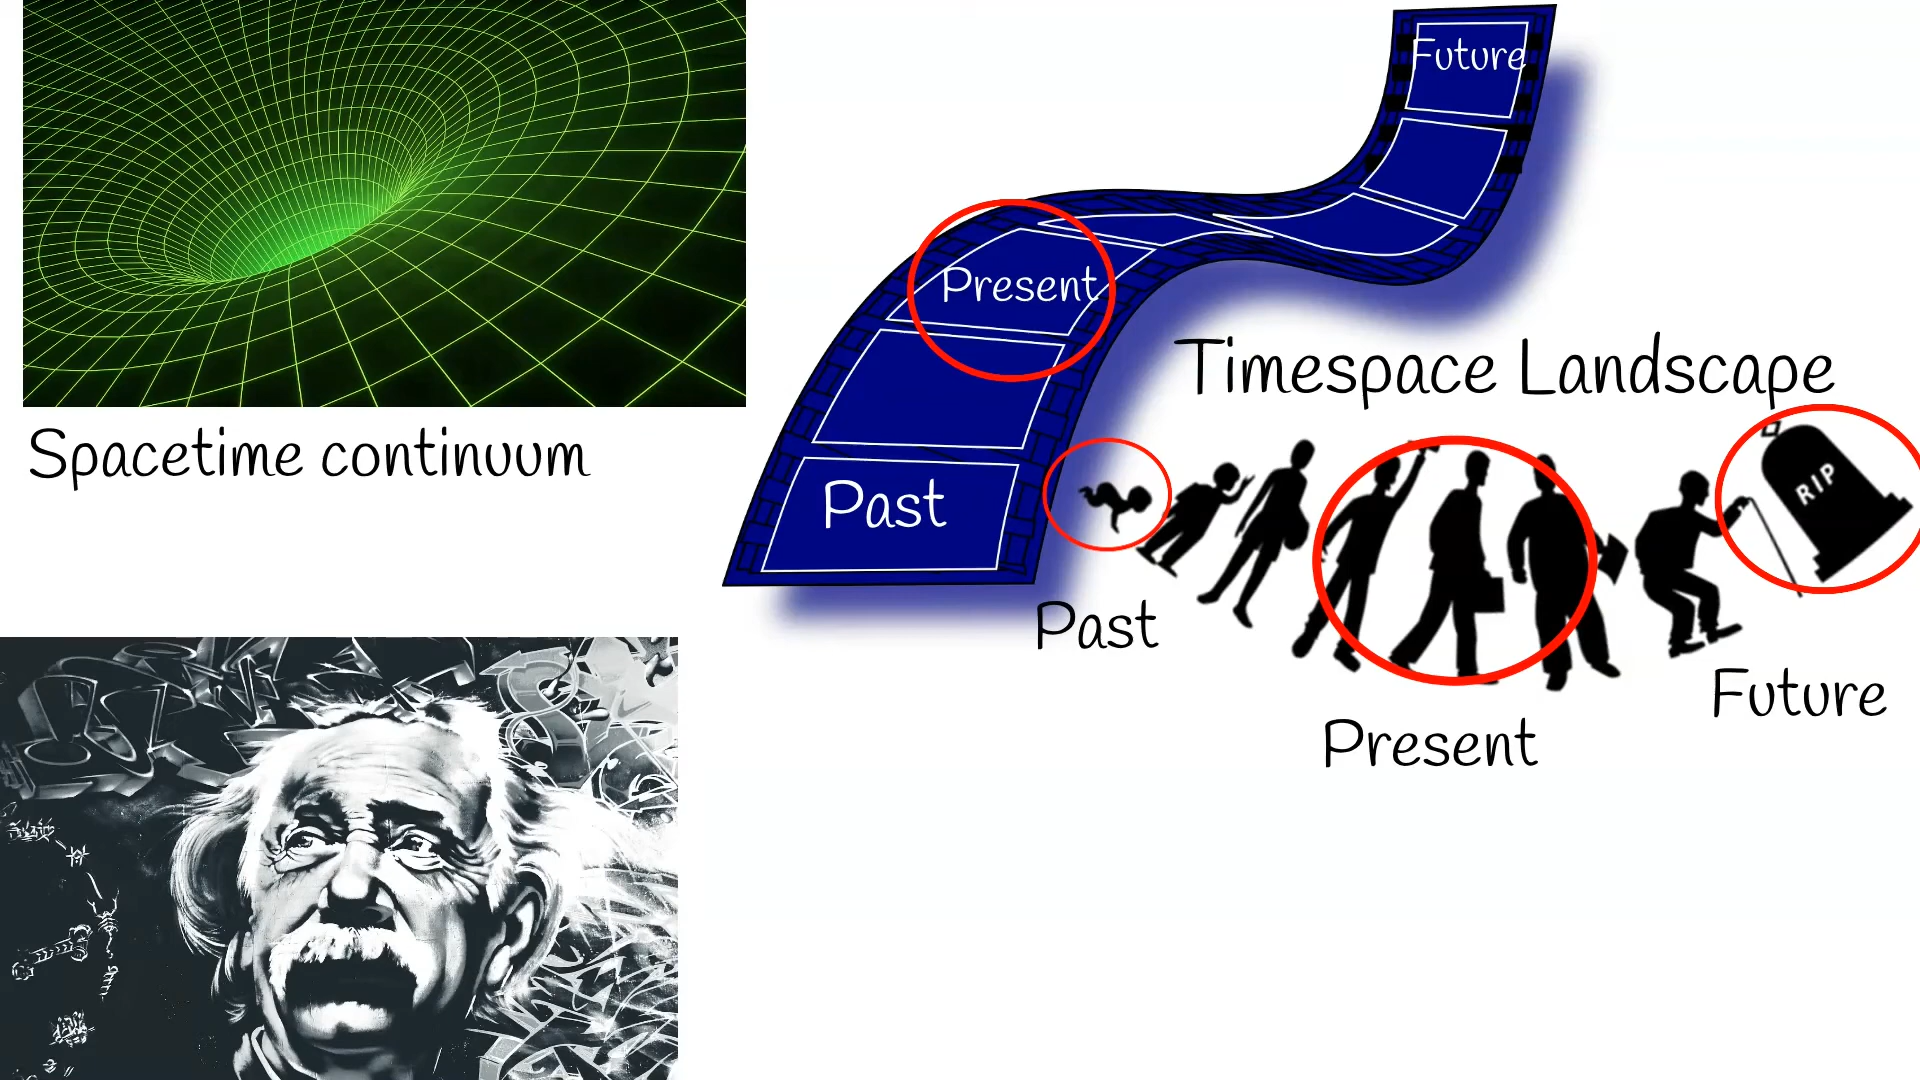 Future
Present
Past
Timespace Landscape
Spacetime continuum
RIP
Past
Present
Future